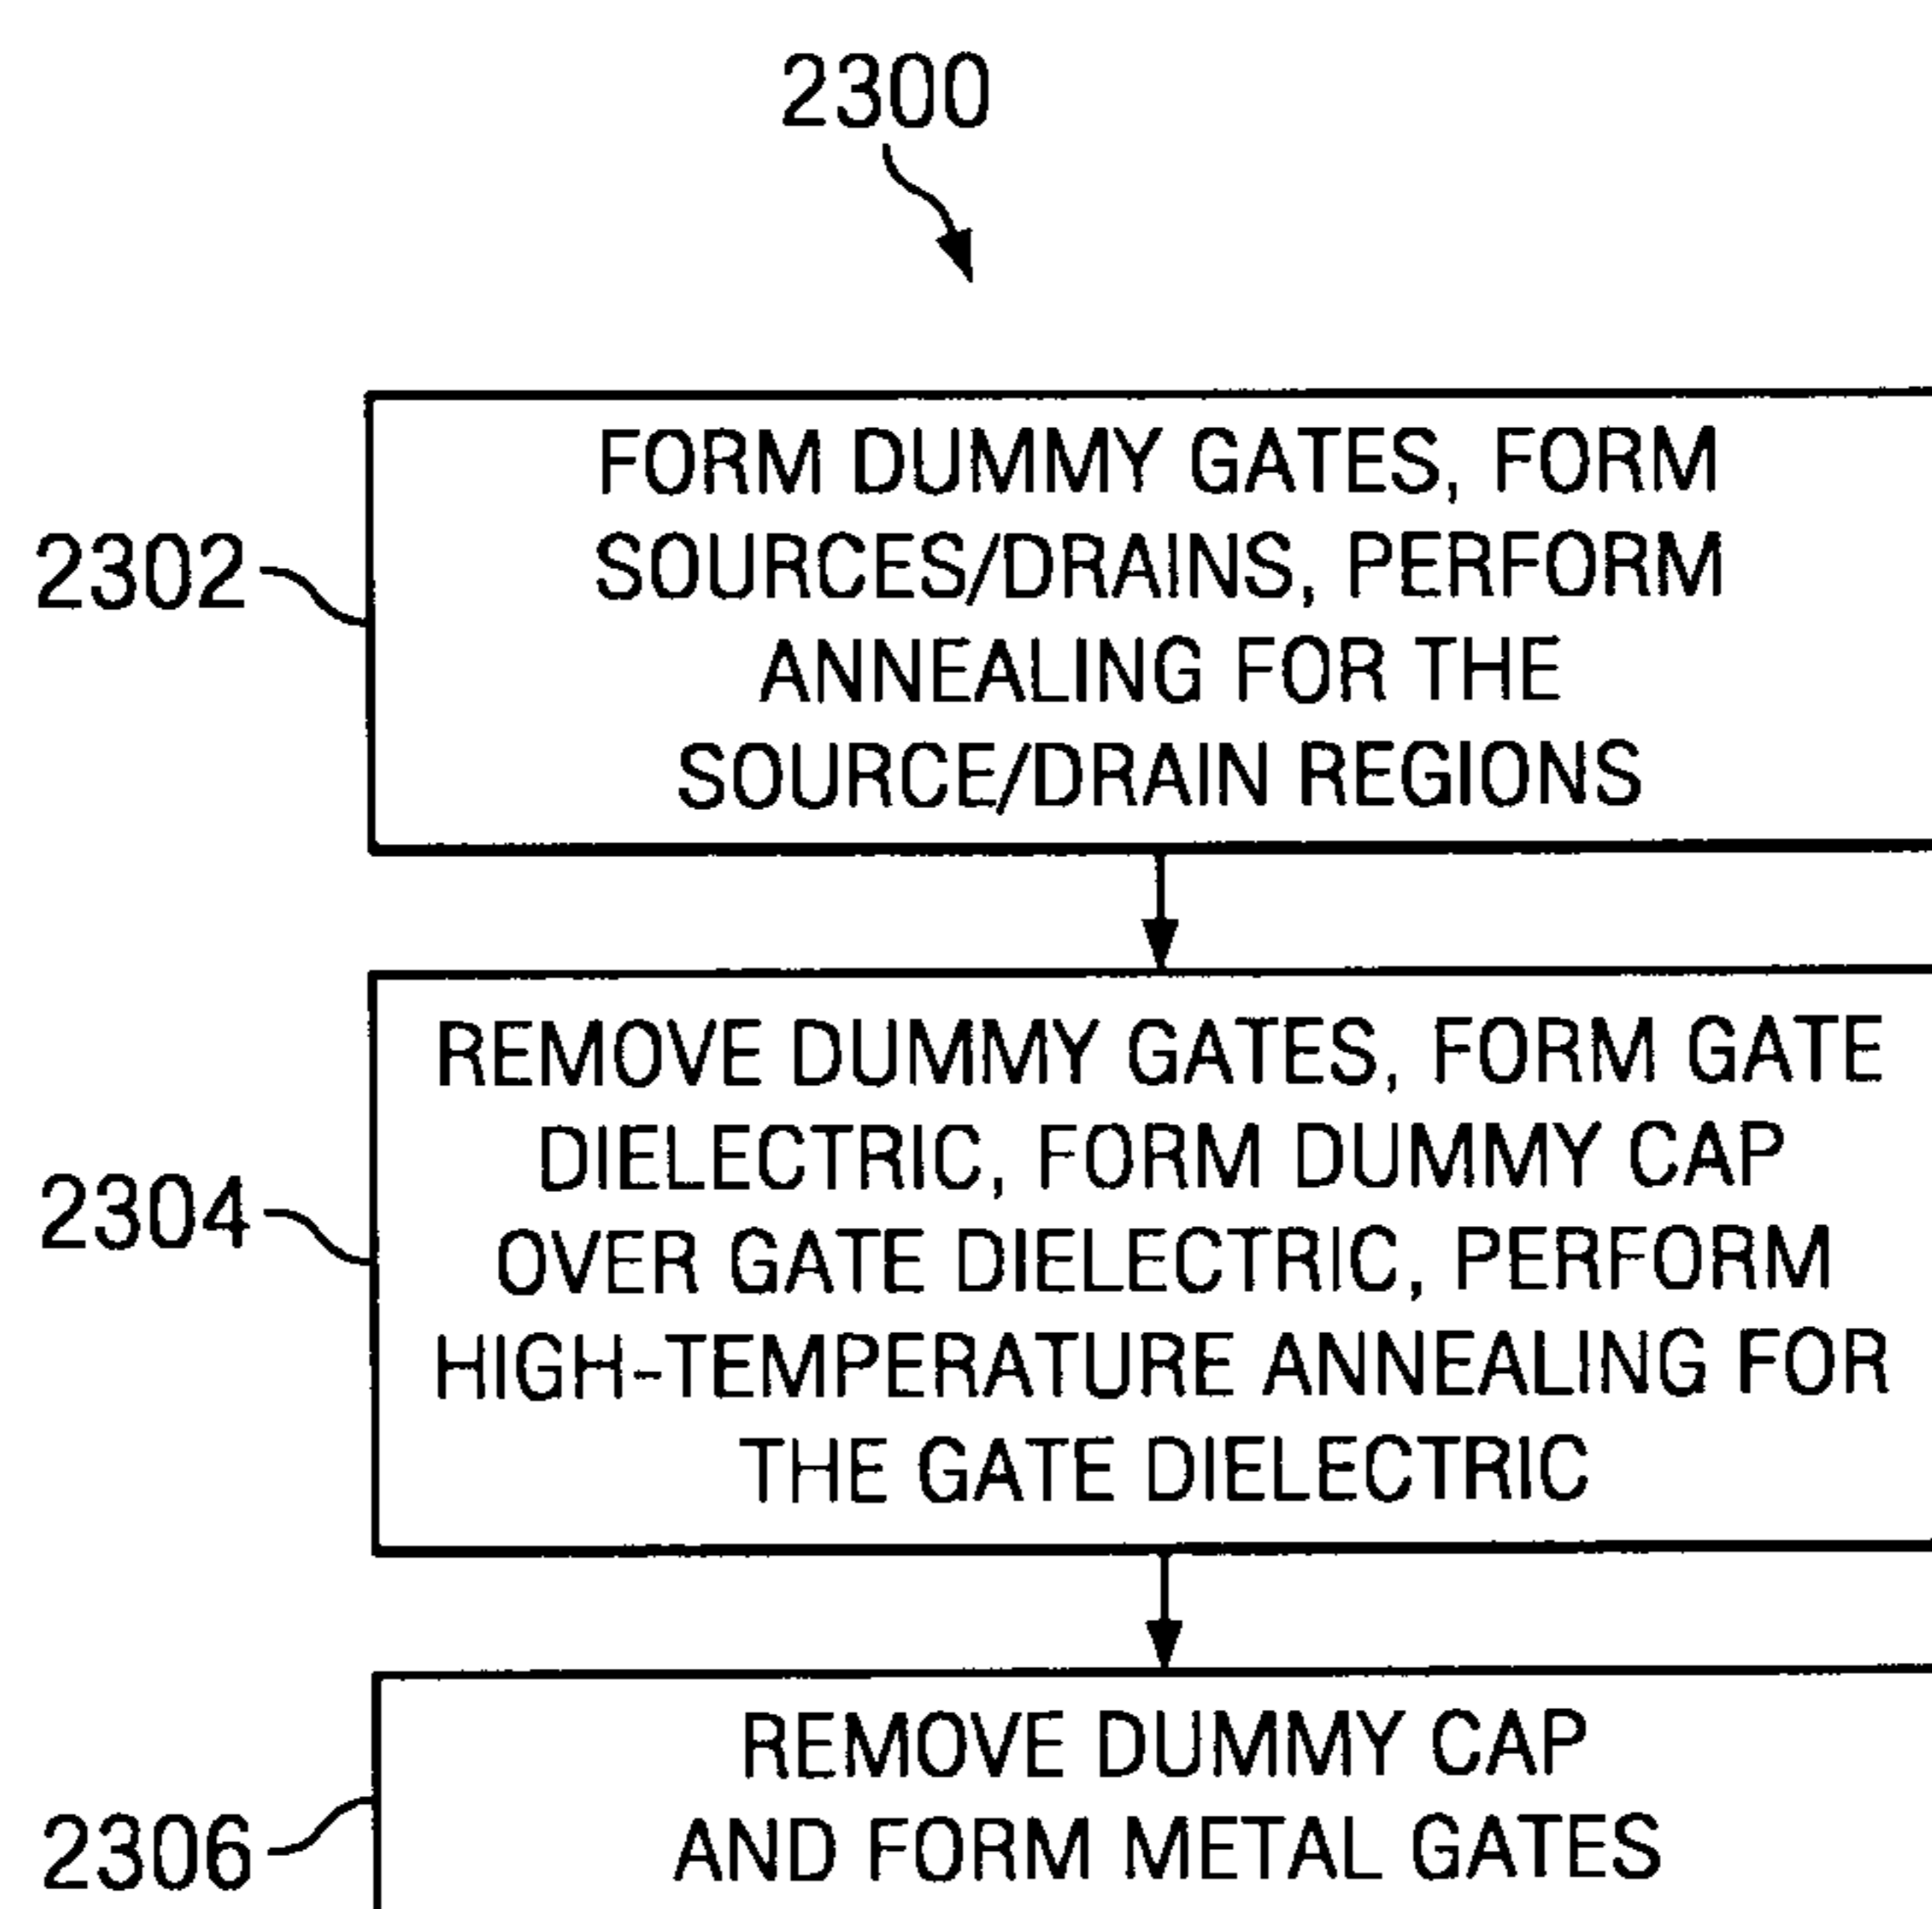 2300
2302
FORM DUMMY GATES, FORM
SOURCES/DRAINS, PERFORM
ANNEALING FOR THE
SOURCE/DRAIN REGIONS
2304
REMOVE DUMMY GATES, FORM GATE
DIELECTRIC, FORM DUMMY CAP
OVER GATE DIELECTRIC, PERFORM
HIGH-TEMPERATURE ANNEALING FOR
THE GATE DIELECTRIC
2306
REMOVE DUMMY CAP
AND FORM METAL GATES